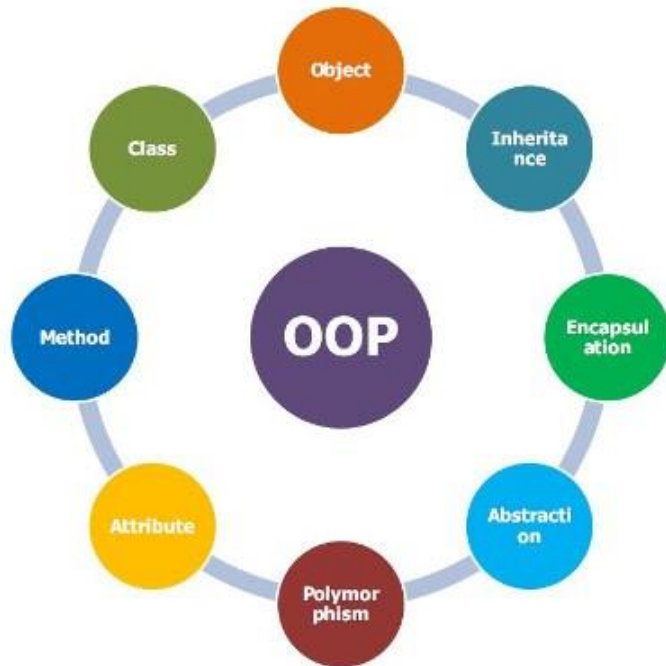 Object
Class
Inherita
nce
Method
OOP
Encapsul
ation
Attribute
Abstracti
on
Polymor
phism